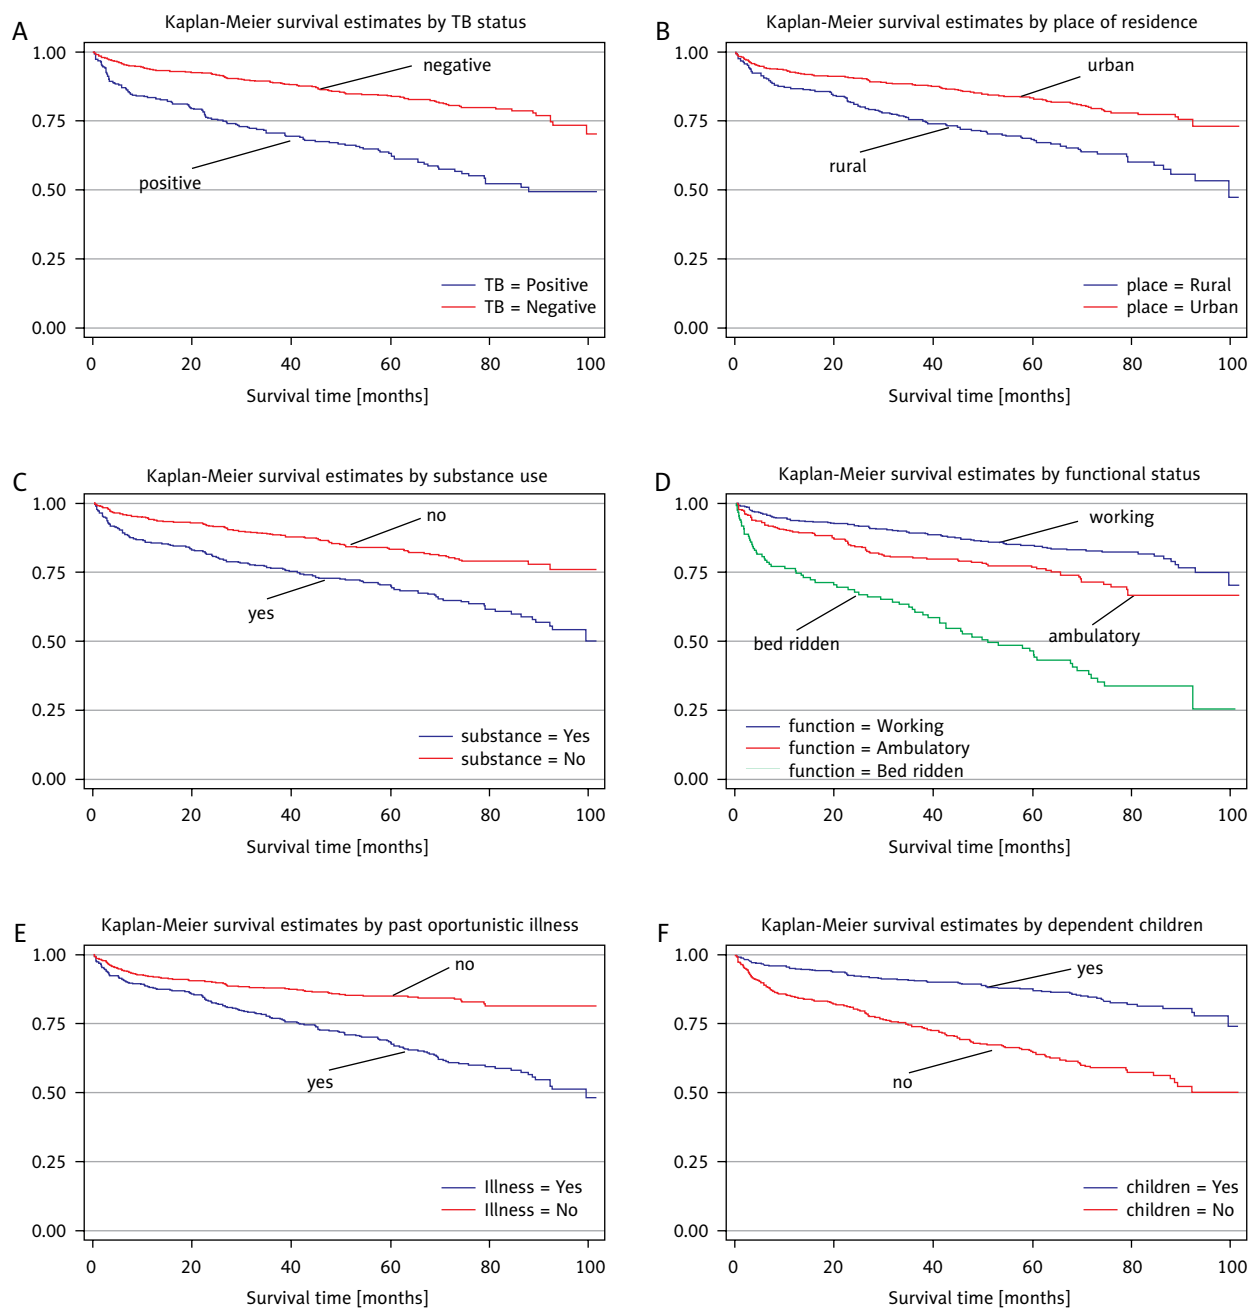 A
Kaplan-Meier survival estimates by TB status
1.00
0.75
0.50
0.25
0.00
negative
positive
TB = Positive
TB = Negative
0 20 40 60 80 100
Survival time [months]
B
Kaplan-Meier survival estimates by place of residence
1.00
0.75
0.50
0.25
0.00
urban
rural
place = Rural
place = Urban
0 20 40 60 80 100
Survival time [months]
C
Kaplan-Meier survival estimates by substance use
1.00
0.75
0.50
0.25
0.00
no
yes
substance = Yes
substance = No
0 20 40 60 80 100
Survival time [months]
D
Kaplan-Meier survival estimates by functional status
1.00
0.75
0.50
0.25
0.00
working
ambulatory
bed ridden
function = Working
function = Ambulatory
function = Bed ridden
0 20 40 60 80 100
Survival time [months]
E
Kaplan-Meier survival estimates by past oportunistic illness
1.00
0.75
0.50
0.25
0.00
no
yes
Illness = Yes
Illness = No
0 20 40 60 80 100
Survival time [months]
F
Kaplan-Meier survival estimates by dependent children
1.00
0.75
0.50
0.25
0.00
yes
no
children = Yes
children = No
0 20 40 60 80 100
Survival time [months]